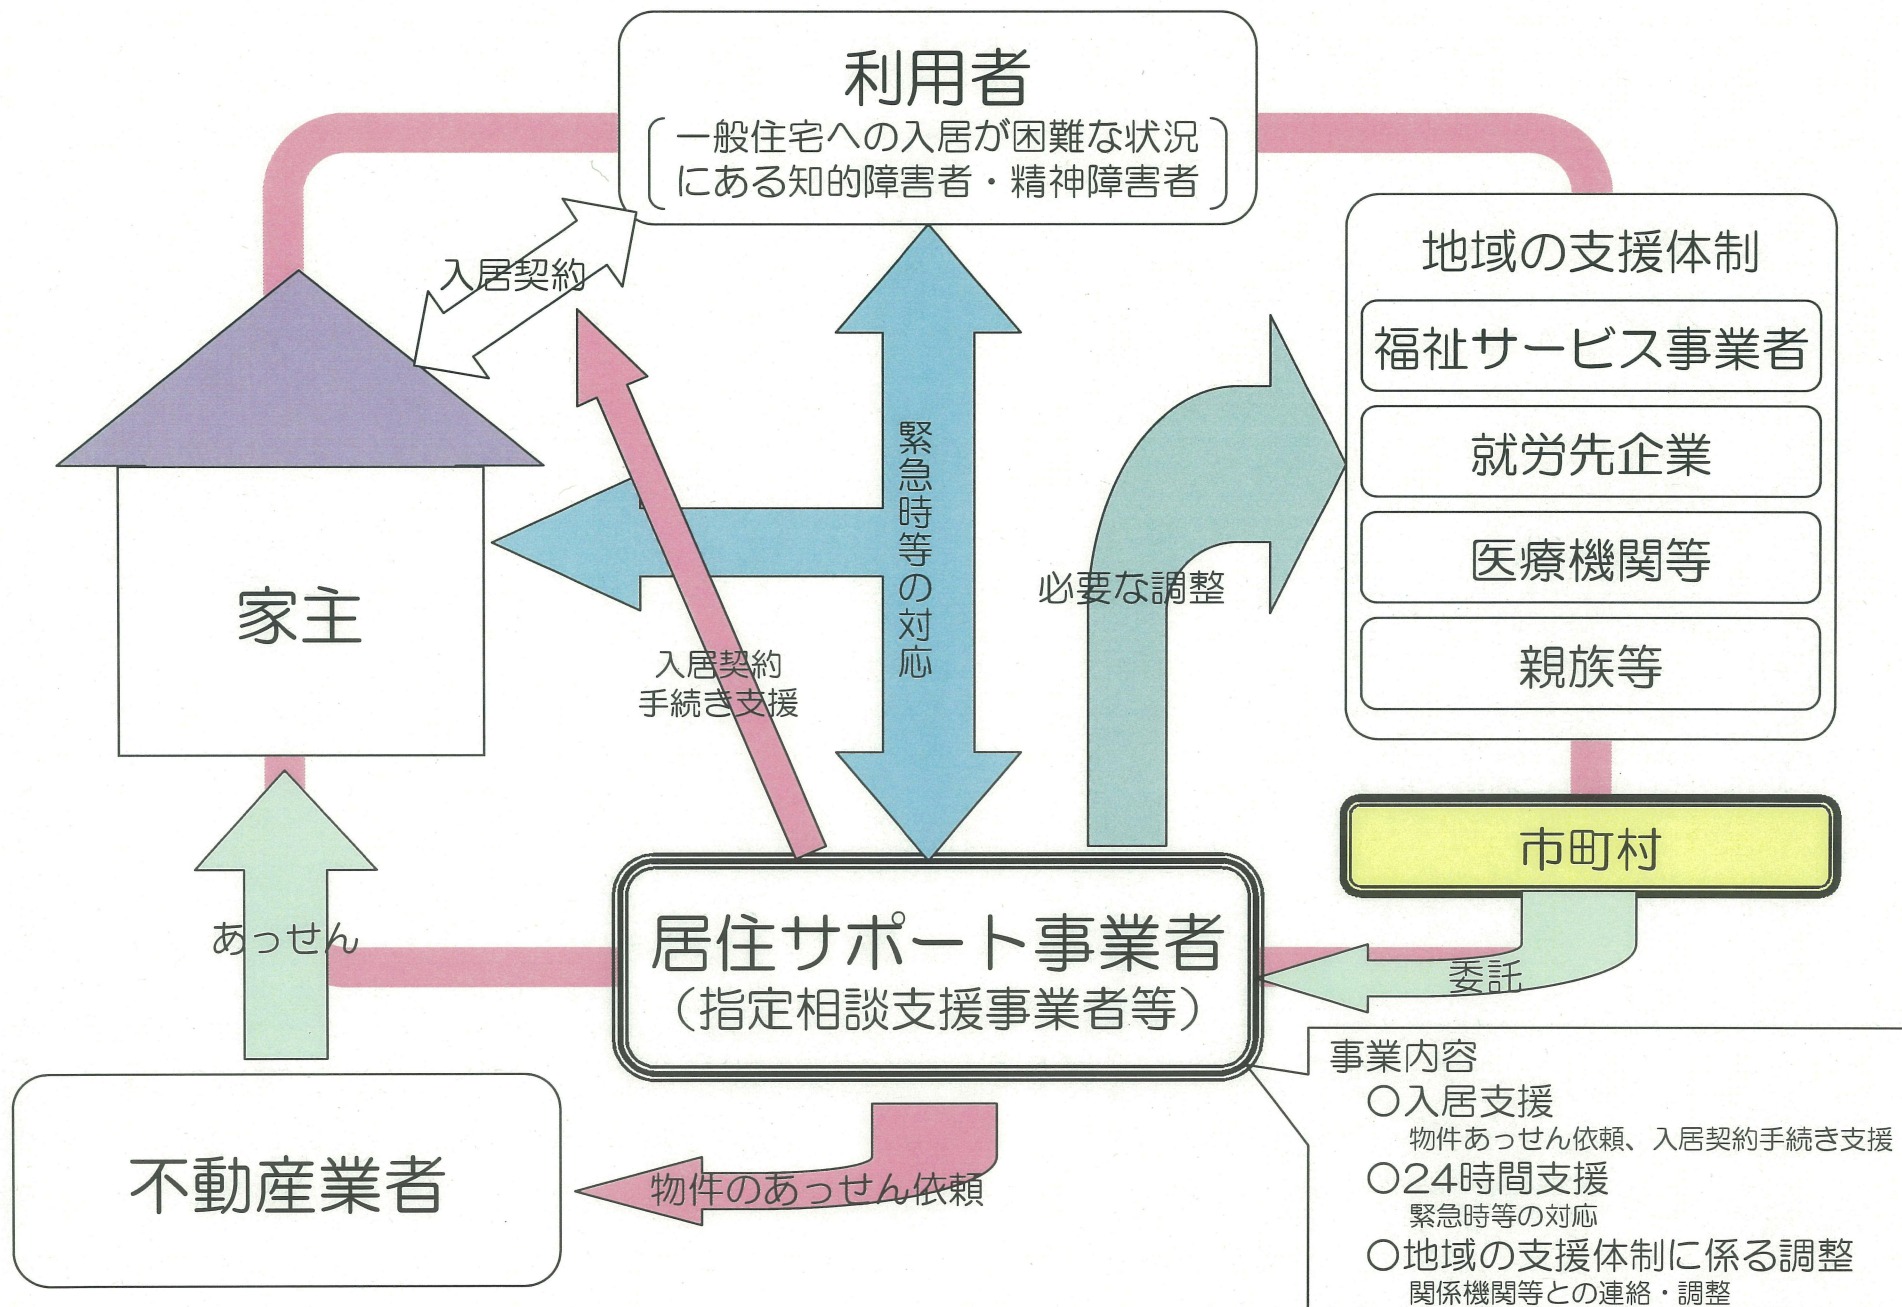 利用者
一般住宅への入居が困難な状況
にある知的障害者・精神障害者
入居契約
地域の支援体制
福祉サービス事業者
就労先企業
医療機関等
親族等
緊急時等の対応
必要な調整
家主
入居契約
手続き支援
市町村
あっせん
居住サポート事業者
（指定相談支援事業者等）
委託
不動産業者
物件のあっせん依頼
事業内容
〇入居支援
物件あっせん依頼、入居契約手続き支援
〇24時間支援
緊急時等の対応
〇地域の支援体制に係る調整
関係機関等との連絡・調整